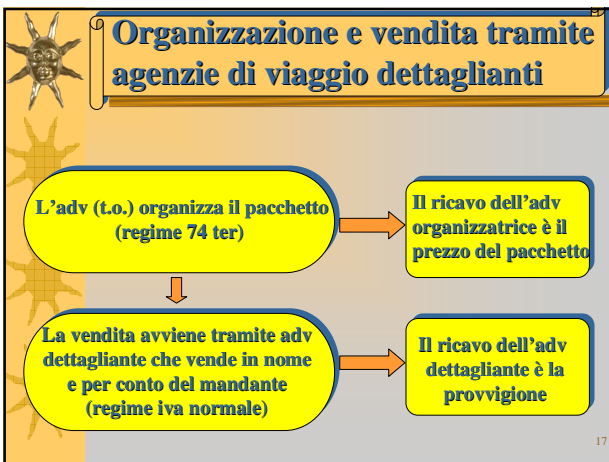 Organizzazione e vendita tramite
agenzie di viaggio dettaglianti
L'adv (t.o.) organizza il pacchetto
(regime 74 ter)
Il ricavo dell'adv
organizzatrice è il
prezzo del pacchetto
La vendita avviene tramite adv
dettagliante che vende in nome
e per conto del mandante
(regime iva normale)
Il ricavo dell'adv
dettagliante è la
provvigione
17